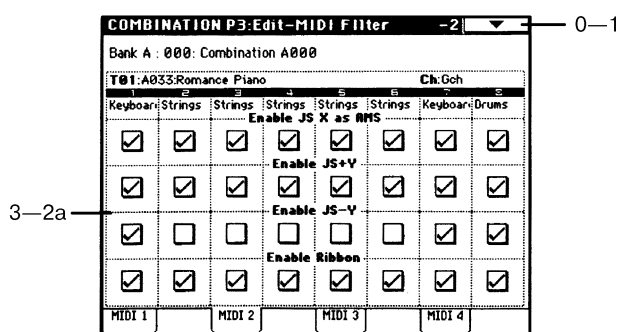 COMBINATION P3:Edit-MIDI Filter -2
0—1
Bank A : 000: Combination A000
T01:A033:Romance Piano Ch:Gch
1 2 3 4 5 6 7 8
Keyboar Strings Strings Strings Strings Strings Keyboar Drums
Enable JS X as AMS
Enable JS+Y
3—2a
Enable JS-Y
Enable Ribbon
MIDI 1 MIDI 2 MIDI 3 MIDI 4